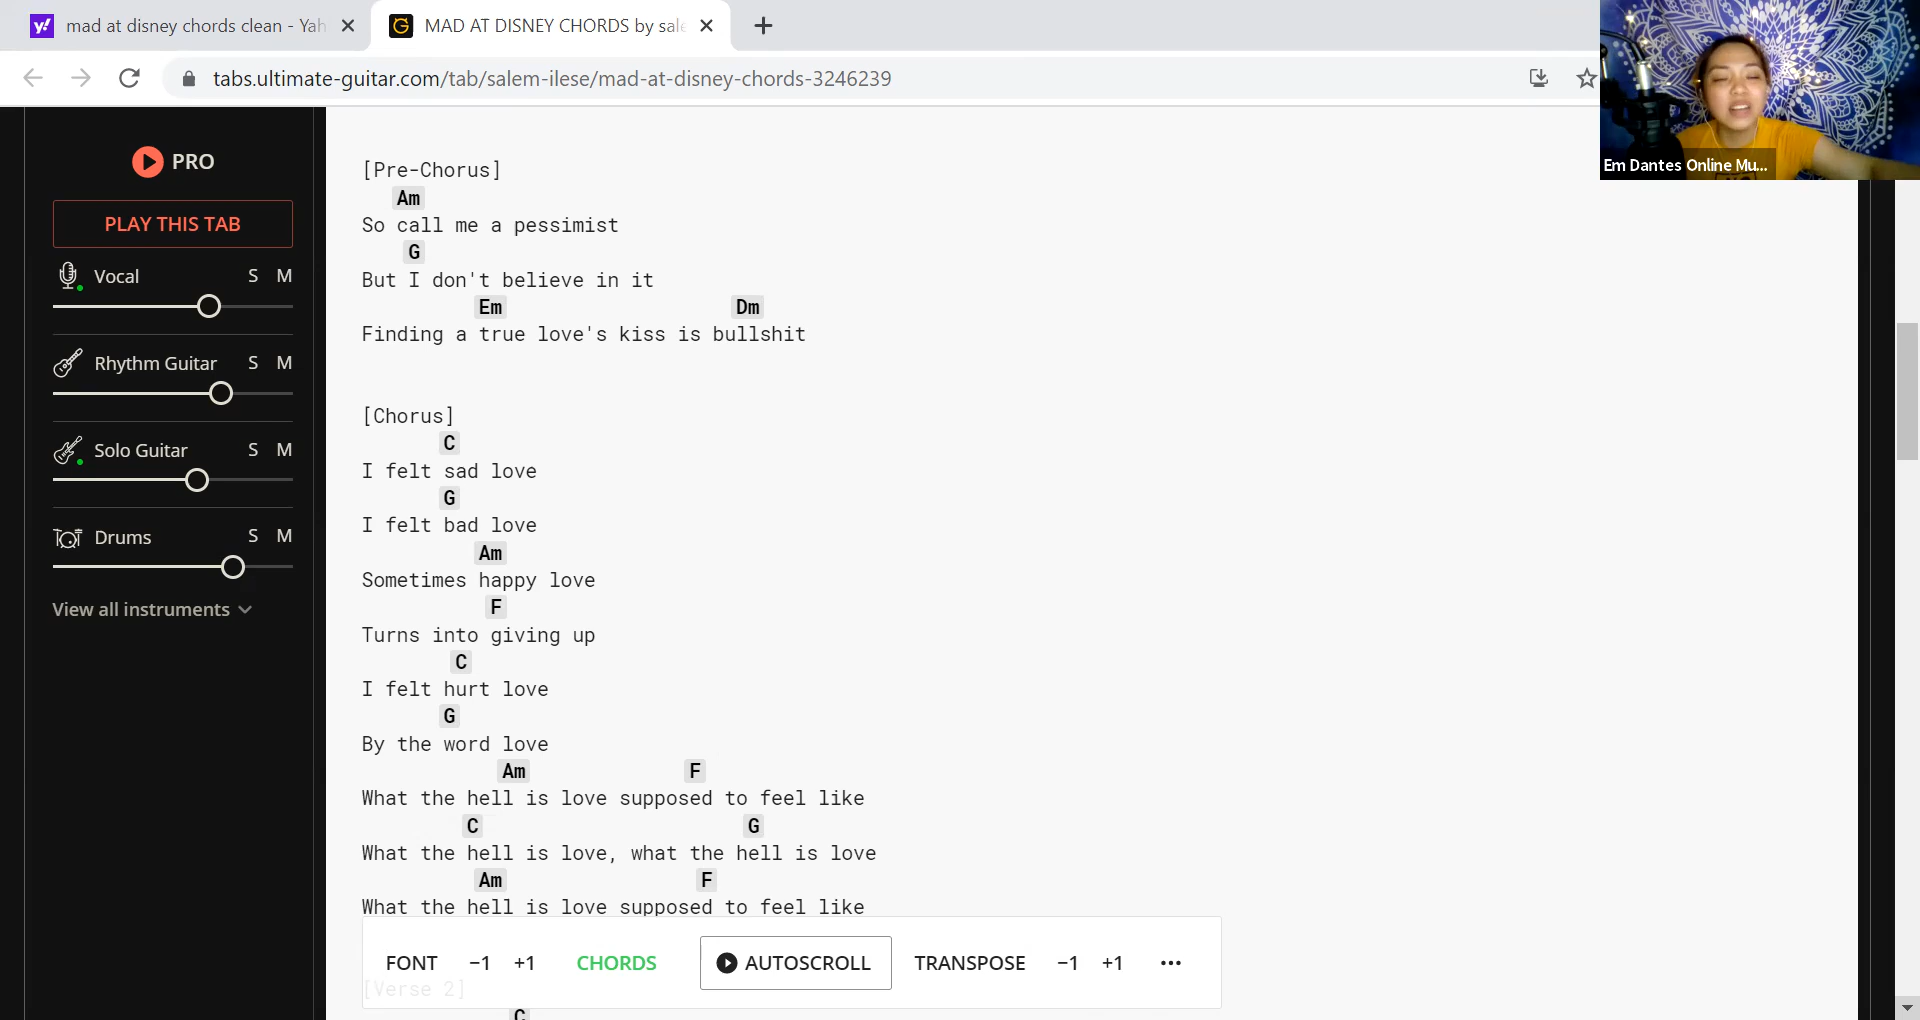 mad at disney chords clean - Yah
MAD AT DISNEY CHORDS by sale
tabs.ultimate-guitar.com/tab/salem-ilese/mad-at-disney-chords-3246239
Em Dantes Online Mu...
PRO
PLAY THIS TAB
Vocal S M
Rhythm Guitar S M
Solo Guitar S M
Drums S M
View all instruments
[Pre-Chorus]
Am
So call me a pessimist
G
But I don't believe in it
Em Dm
Finding a true love's kiss is bullshit
[Chorus]
C
I felt sad love
G
I felt bad love
Am
Sometimes happy love
F
Turns into giving up
C
I felt hurt love
G
By the word love
Am F
What the hell is love supposed to feel like
C G
What the hell is love, what the hell is love
Am F
What the hell is love supposed to feel like
FONT -1 +1 CHORDS AUTOSCROLL TRANSPOSE -1 +1 ...
[Verse 2]
C